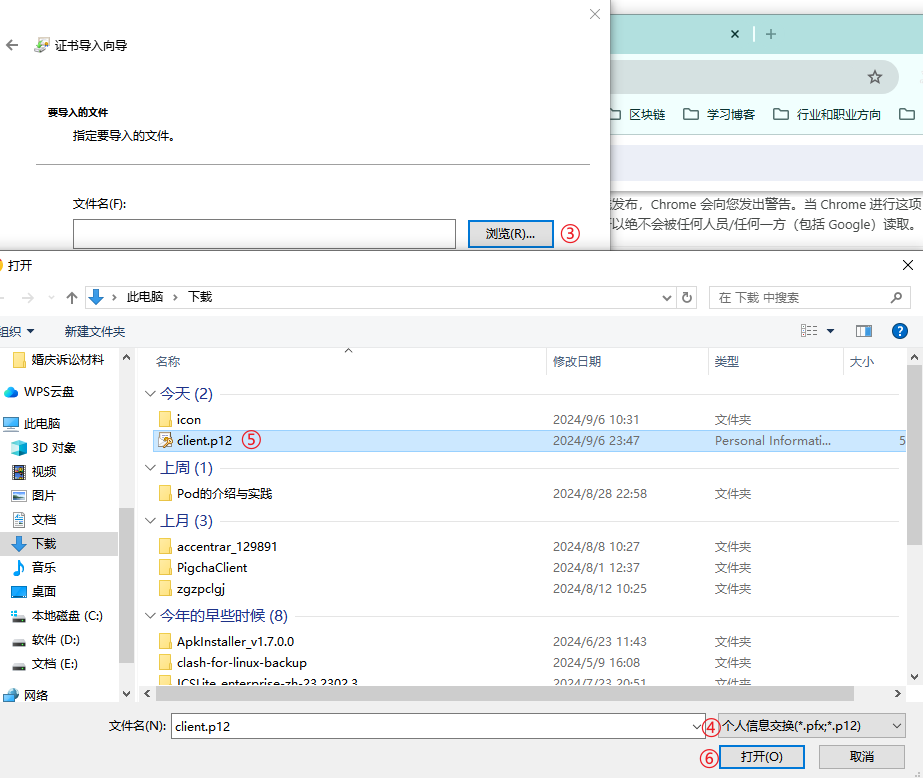 证书导入向导
要导入的文件
指定要导入的文件。
文件名(F):
浏览(R)... ③
区块链 学习博客 行业和职业方向
发布，Chrome 会向您发出警告。当 Chrome 进行这项
以绝不会被任何人员/任何一方（包括 Google）读取。
打开
此电脑 › 下载
在 下载 中搜索
组织 新建文件夹
婚庆诉讼材料
WPS云盘
此电脑
3D 对象
视频
图片
文档
下载
音乐
桌面
本地磁盘 (C:)
软件 (D:)
文档 (E:)
网络
名称 修改日期 类型 大小
今天 (2)
icon 2024/9/6 10:31 文件夹
client.p12 ⑤ 2024/9/6 23:47 Personal Informati... 5
上周 (1)
Pod的介绍与实践 2024/8/28 22:58 文件夹
上月 (3)
accentrar_129891 2024/8/8 10:27 文件夹
PigchaClient 2024/8/1 12:37 文件夹
zgzpclgj 2024/8/12 10:25 文件夹
今年的早些时候 (8)
ApkInstaller_v1.7.0.0 2024/6/23 11:43 文件夹
clash-for-linux-backup 2024/5/9 16:08 文件夹
JCSLite_enterprise-zh-23.2302.3 2024/7/23 20:51 文件夹
文件名(N): client.p12 ④ 个人信息交换(*.pfx;*.p12)
⑥ 打开(O) 取消